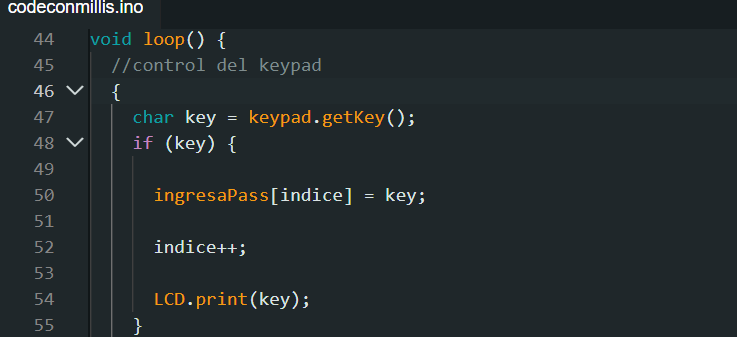 codeconmillis.ino
44 void loop() {
45 //control del keypad
46 {
47 char key = keypad.getKey();
48 if (key) {
49
50 ingresaPass[indice] = key;
51
52 indice++;
53
54 LCD.print(key);
55 }